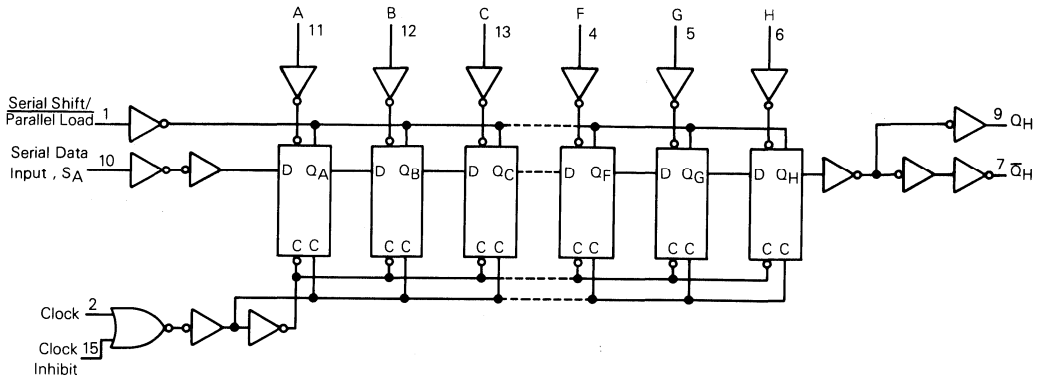 A B C F G H
11 12 13 4 5 6
Serial Shift/
Parallel Load 1
9 QH
Serial Data
Input , SA 10
7 QH
D QA D QB D QC D QF D QG D QH
C C C C C C C C C C C C
Clock 2
Clock 15
Inhibit